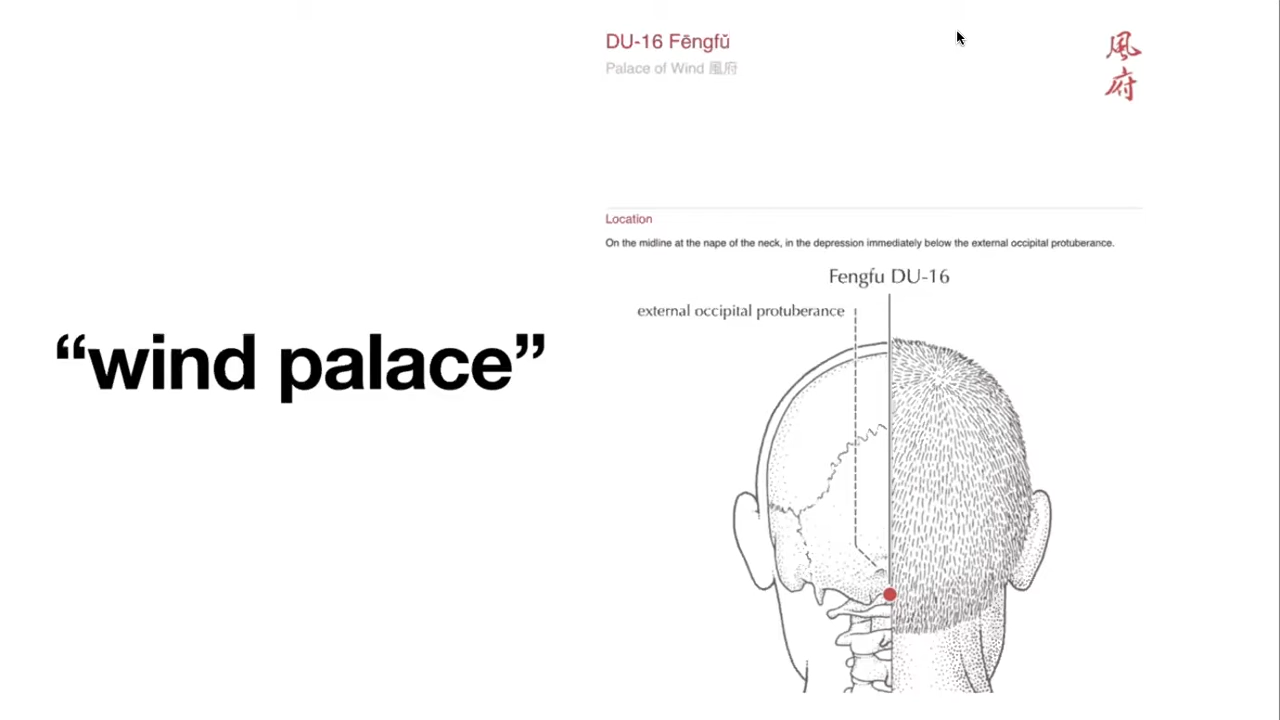 “wind palace”
DU-16 Fēngfǔ
Palace of Wind 風府
風
府
Location
On the midline at the nape of the neck, in the depression immediately below the external occipital protuberance.
Fengfu DU-16
external occipital protuberance